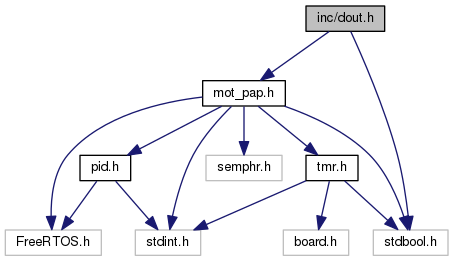 inc/dout.h
mot_pap.h
pid.h
semphr.h
tmr.h
FreeRTOS.h
stdint.h
board.h
stdbool.h